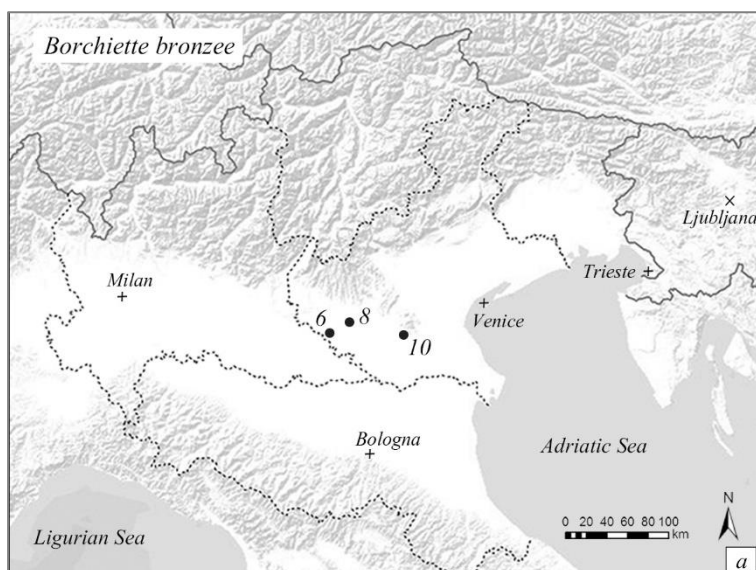 Borchiette bronzee
Ljubljana
Trieste
Milan
Venice
6
8
10
Bologna
Adriatic Sea
N
0 20 40 60 80 100
km
Ligurian Sea
a